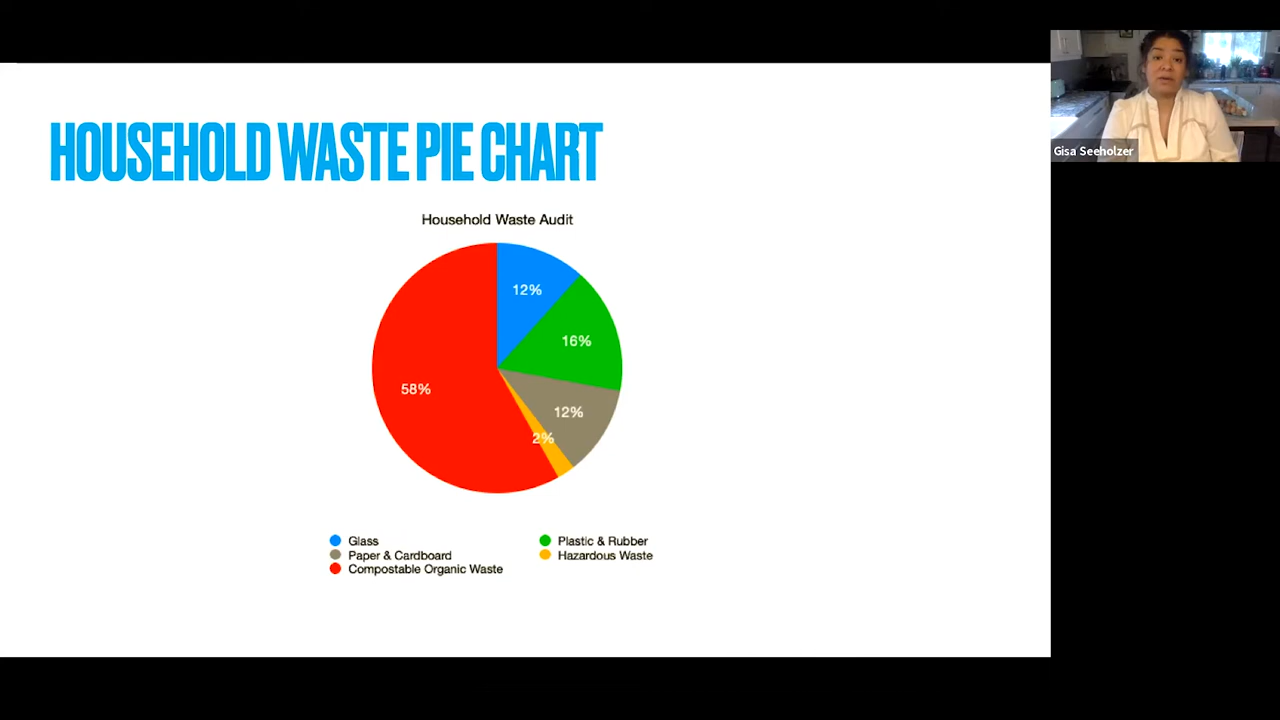 HOUSEHOLD WASTE PIE CHART
Gisa Seeholzer
Household Waste Audit
12%
16%
58%
12%
2%
Glass
Plastic & Rubber
Paper & Cardboard
Hazardous Waste
Compostable Organic Waste